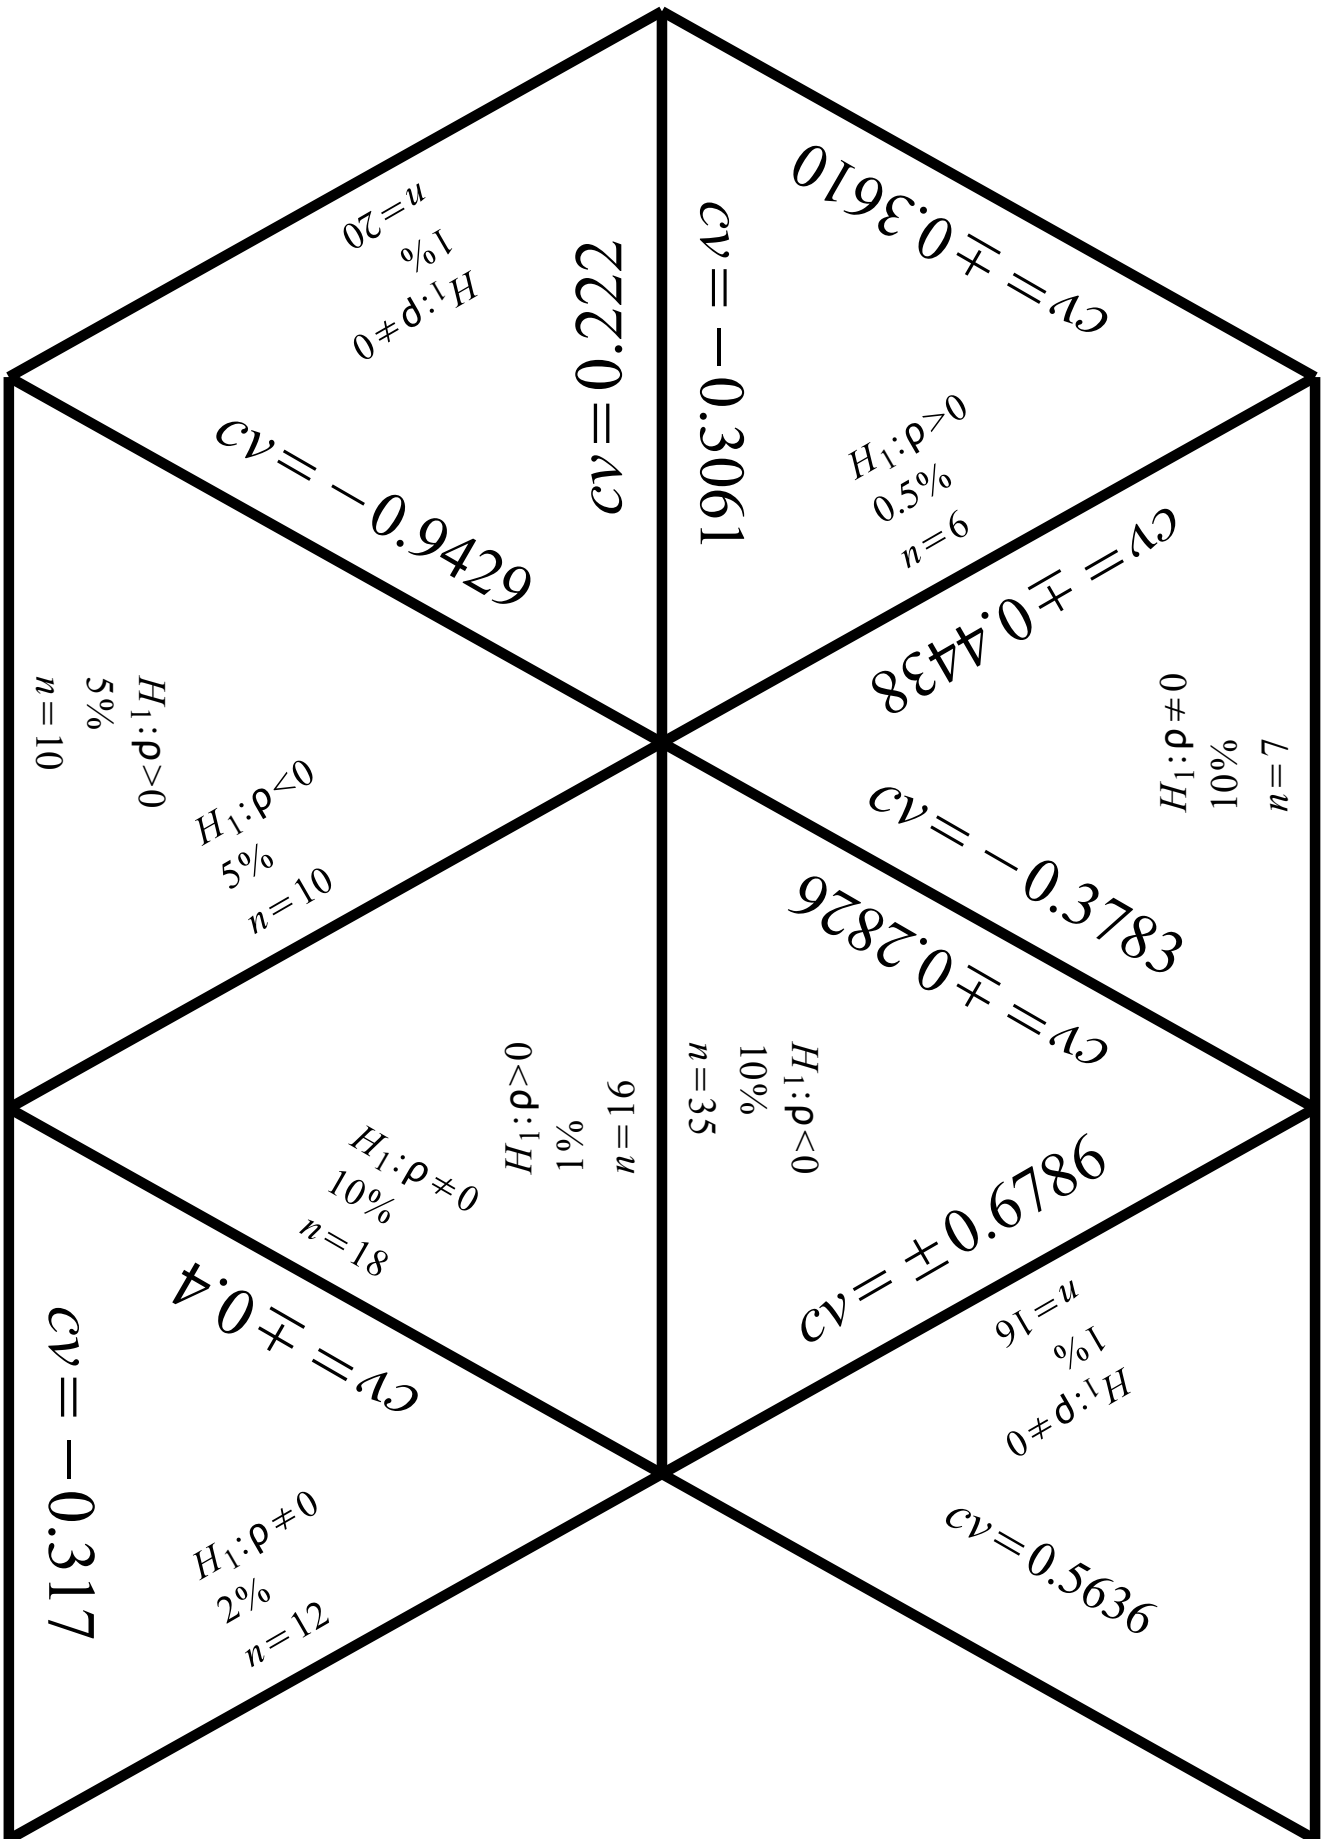 n=20
1%
H₁:ρ≠0
cv=0.222
cv=−0.9429
cv=±0.3610
cv=−0.3061
H₁:ρ>0
0.5%
n=6
cv=±0.4438
H₁:ρ≠0
10%
n=7
cv=−0.3783
H₁:ρ>0
5%
n=10
H₁:ρ<0
5%
n=10
H₁:ρ>0
1%
n=16
H₁:ρ≠0
10%
n=18
cv=±0.2826
H₁:ρ<0
10%
n=35
cv=±0.6786
cv=±0.4
cv=−0.317
H₁:ρ≠0
2%
n=12
n=16
1%
H₁:ρ≠0
cv=0.5636